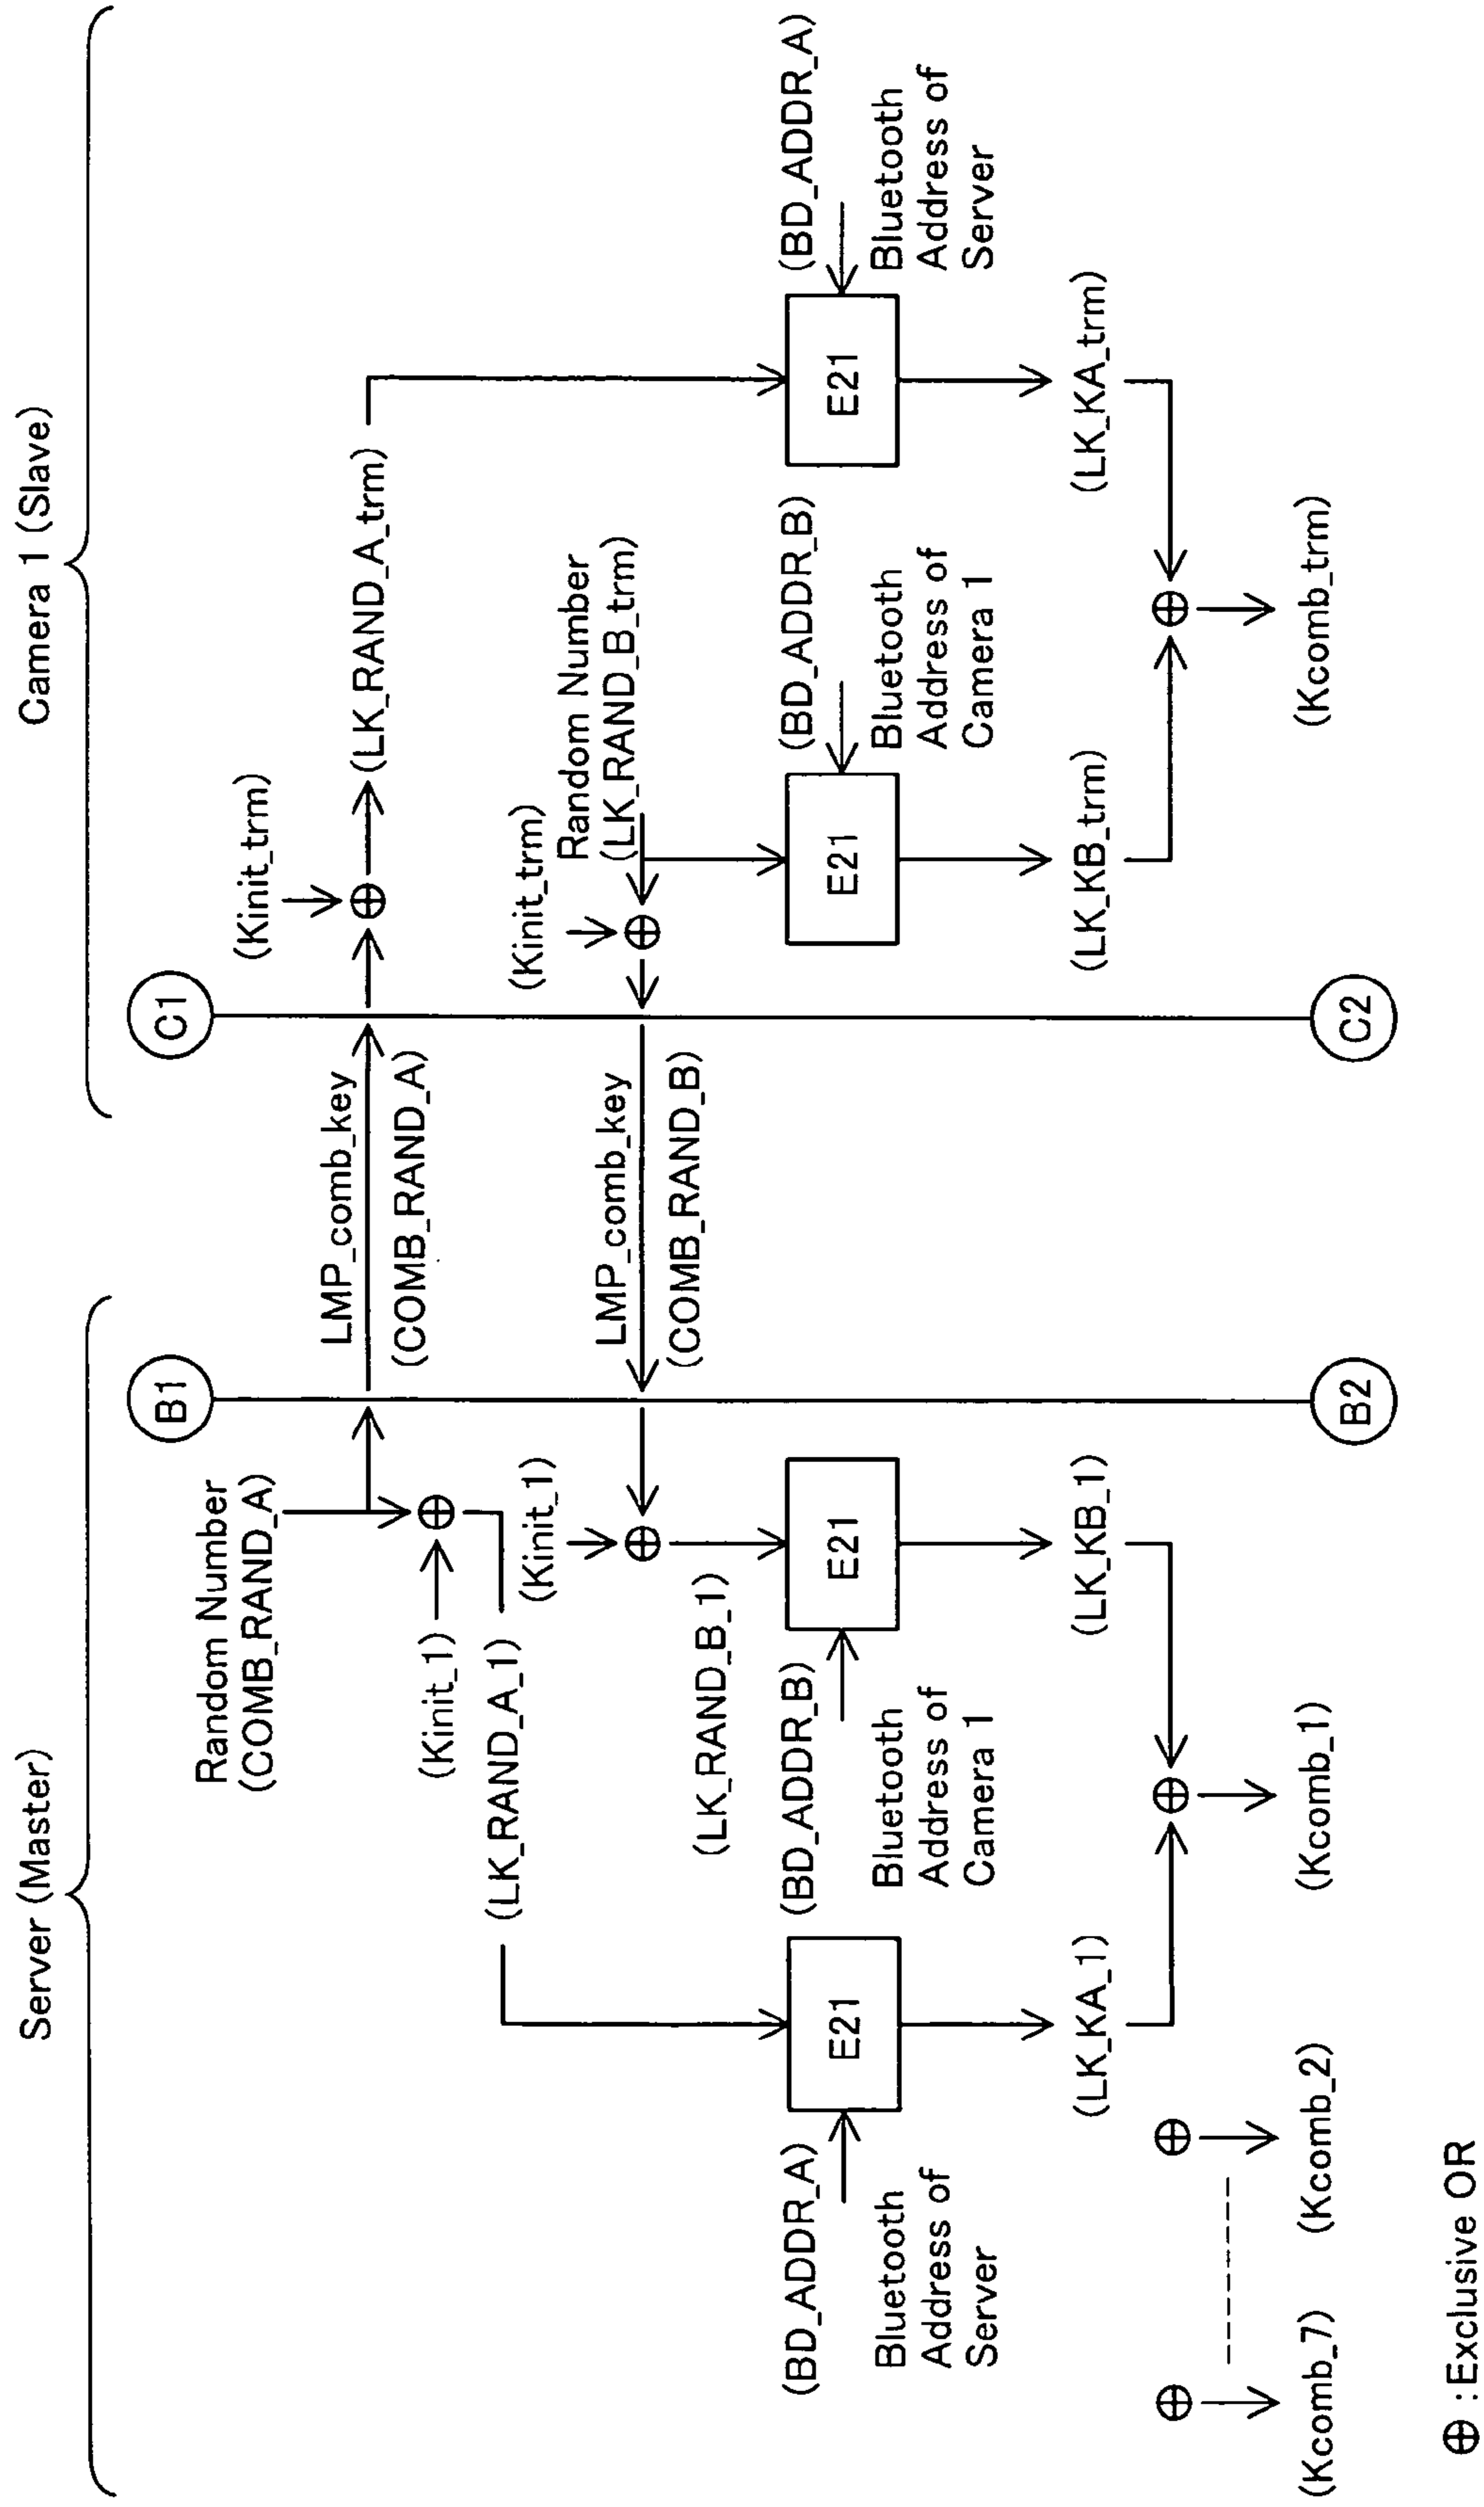 Server (Master)
Camera 1 (Slave)
B1
C1
Random Number
(COMB_RAND_A)
(Kinit_trm)
LMP_comb_key
(COMB_RAND_A)
(LK_RAND_A_trm)
(Kinit_1)
(LK_RAND_A_1)
(Kinit_1)
LMP_comb_key
(COMB_RAND_B)
(Kinit_trm)
Random Number
(LK_RAND_B_trm)
(LK_RAND_B_1)
(BD_ADDR_A)
Bluetooth
Address of
Server
E21
(BD_ADDR_B)
Bluetooth
Address of
Camera 1
E21
E21
(BD_ADDR_B)
Bluetooth
Address of
Camera 1
E21
(BD_ADDR_A)
Bluetooth
Address of
Server
(LK_KA_1)
(LK_KB_1)
(LK_KB_trm)
(LK_KA_trm)
(Kcomb_7)
(Kcomb_2)
(Kcomb_1)
(Kcomb_trm)
B2
C2
⊕ : Exclusive OR